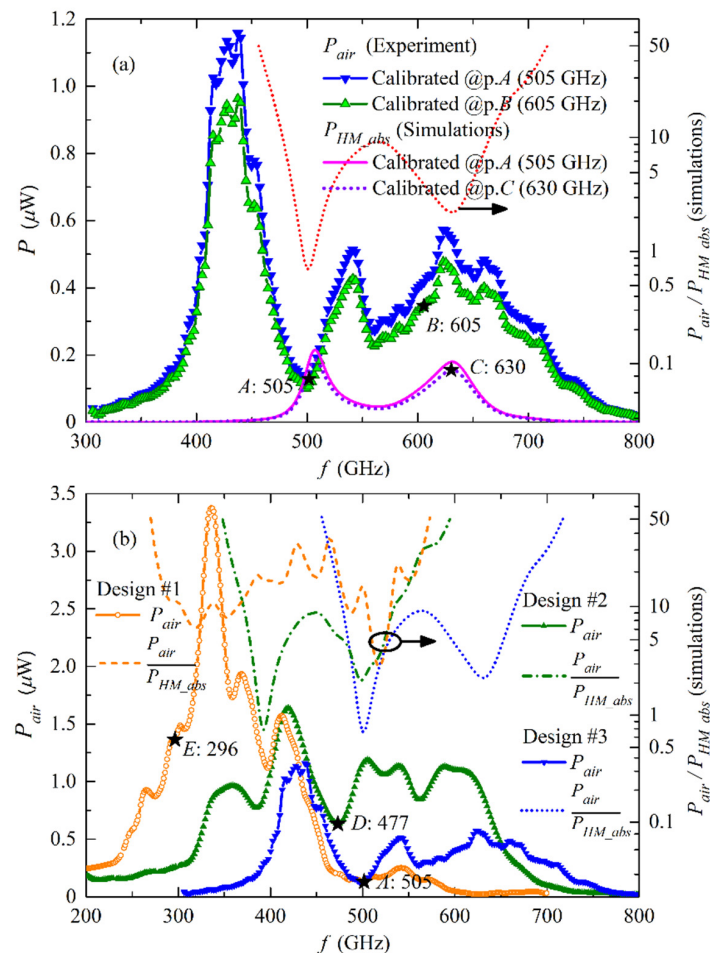 (a)
P_air (Experiment)
Calibrated @p.A (505 GHz)
Calibrated @p.B (605 GHz)
P_HM_abs (Simulations)
Calibrated @p.A (505 GHz)
Calibrated @p.C (630 GHz)
A: 505
B: 605
C: 630
P (μW)
0
0.2
0.4
0.6
0.8
1.0
1.2
300 400 500 600 700 800
f (GHz)
50
10
5
1
0.5
0.1
P_air / P_HM_abs (simulations)
(b)
Design #1
P_air
P_air
P_HM_abs
Design #2
P_air
P_air
P_HM_abs
Design #3
P_air
P_air
P_HM_abs
E: 296
D: 477
A: 505
P_air (μW)
0
0.5
1.0
1.5
2.0
2.5
3.0
3.5
200 300 400 500 600 700 800
f (GHz)
50
10
5
1
0.5
0.1
P_air / P_HM_abs (simulations)